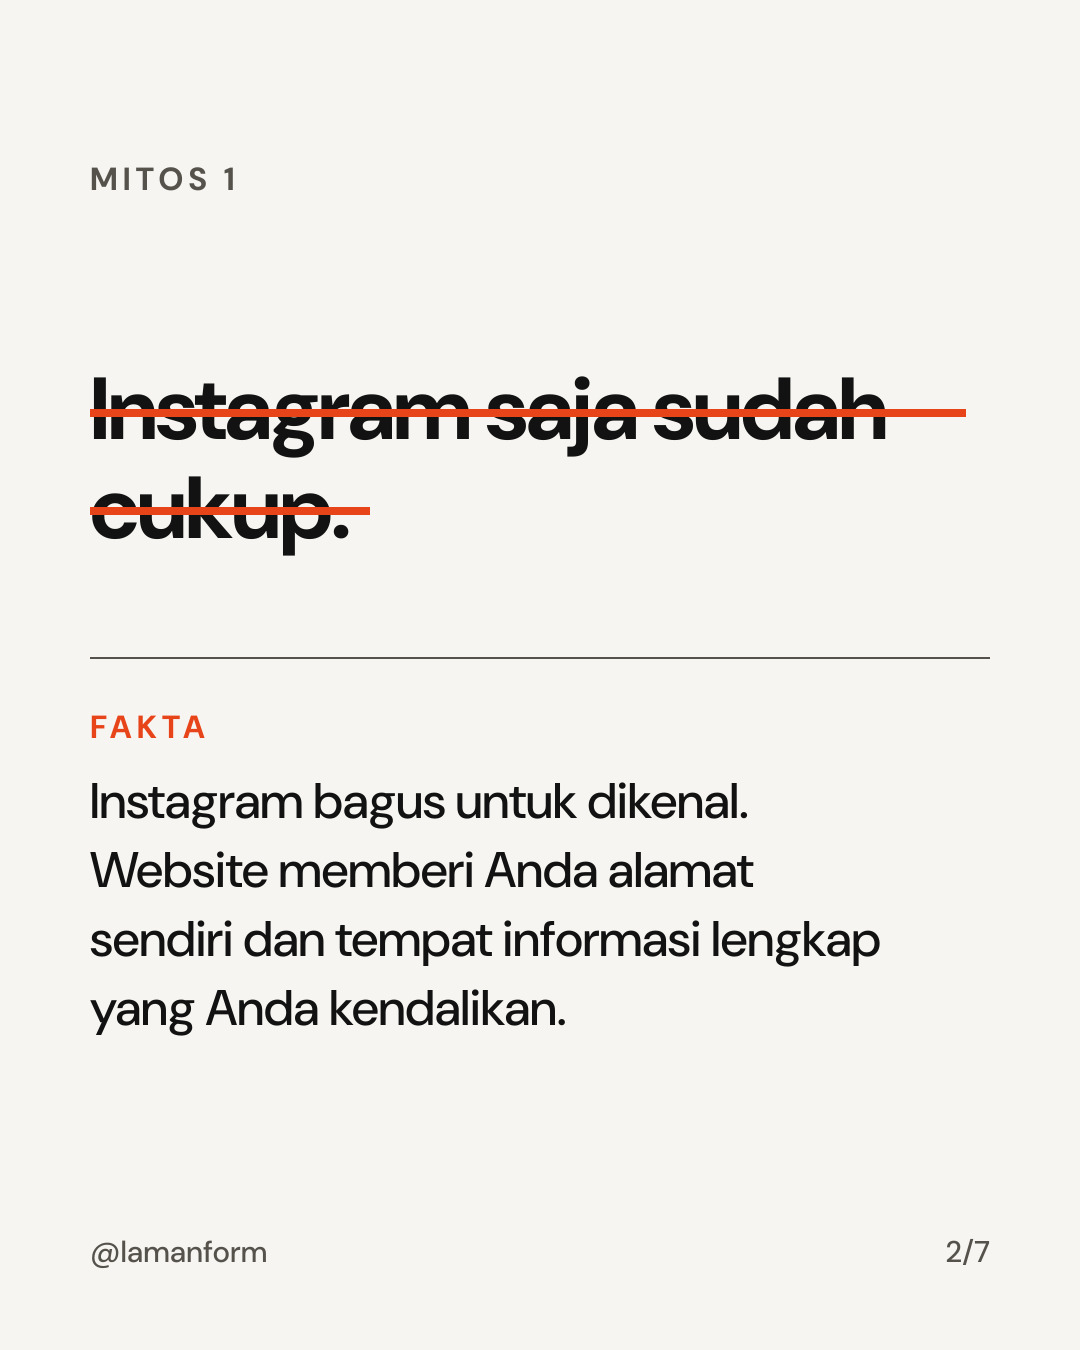 MITOS 1
Instagram saja sudah
cukup.
FAKTA
Instagram bagus untuk dikenal.
Website memberi Anda alamat
sendiri dan tempat informasi lengkap
yang Anda kendalikan.
@lamanform
2/7